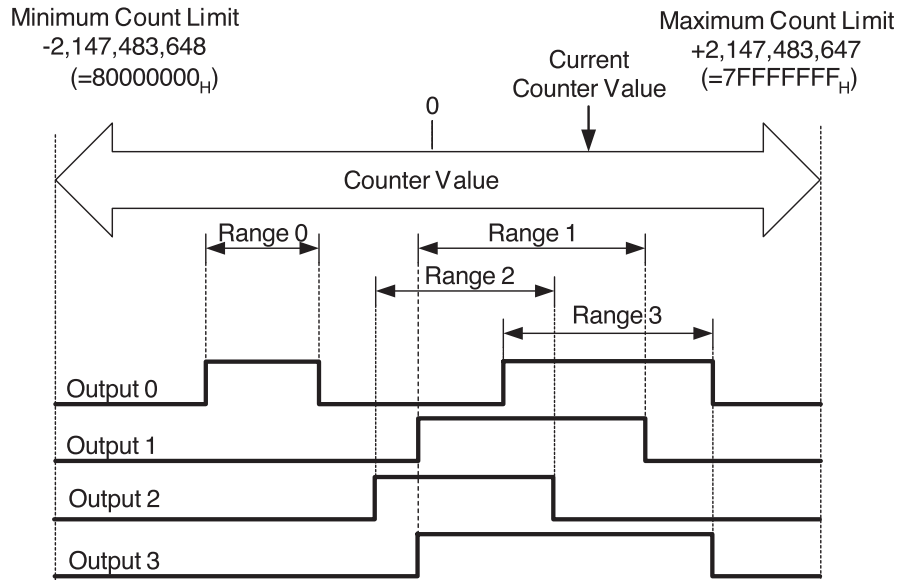 Minimum Count Limit
-2,147,483,648
(=80000000H)
Maximum Count Limit
+2,147,483,647
(=7FFFFFFFH)
Current
Counter Value
0
Counter Value
Range 0
Range 1
Range 2
Range 3
Output 0
Output 1
Output 2
Output 3